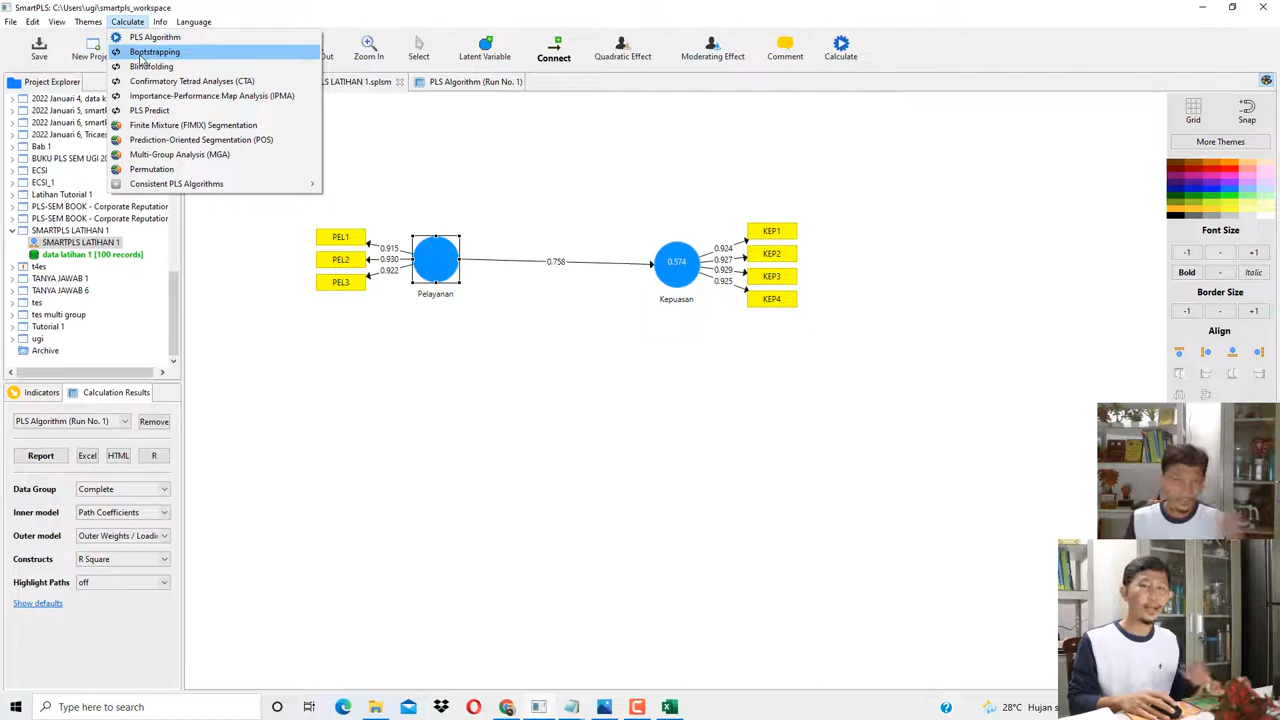 SmartPLS: C:\Users\ugi\smartpls_workspace
File Edit View Themes Calculate Info Language
PLS Algorithm
Bootstrapping
Blindfolding
Confirmatory Tetrad Analyses (CTA)
Importance-Performance Map Analysis (IPMA)
PLS Predict
Finite Mixture (FIMIX) Segmentation
Prediction-Oriented Segmentation (POS)
Multi-Group Analysis (MGA)
Permutation
Consistent PLS Algorithms
Save
New Proj
Out
Zoom In
Select
Latent Variable
Connect
Quadratic Effect
Moderating Effect
Comment
Calculate
Project Explorer
LS LATIHAN 1.splsm
PLS Algorithm (Run No. 1)
2022 Januari 4, data k
2022 Januari 5, smartP
2022 Januari 6, smartP
2022 Januari 6, Tricaes
Bab 1
BUKU PLS SEM UGI 20
ECSI
ECSI_1
Latihan Tutorial 1
PLS-SEM BOOK - Corporate Reputation
PLS-SEM BOOK - Corporate Reputation
SMARTPLS LATIHAN 1
SMARTPLS LATIHAN 1
data latihan 1 [100 records]
t4es
TANYA JAWAB 1
TANYA JAWAB 6
tes
tes multi group
Tutorial 1
ugi
Archive
PEL1
PEL2
PEL3
0.915
0.930
0.922
Pelayanan
0.758
0.574
Kepuasan
0.924
0.927
0.929
0.925
KEP1
KEP2
KEP3
KEP4
Grid
Snap
More Themes
Font Size
-1 - +1
Bold - Italic
Border Size
-1 - +1
Align
Indicators
Calculation Results
PLS Algorithm (Run No. 1)
Remove
Report
Excel
HTML
R
Data Group
Complete
Inner model
Path Coefficients
Outer model
Outer Weights / Loadin
Constructs
R Square
Highlight Paths
off
Show defaults
Type here to search
28°C Hujan s